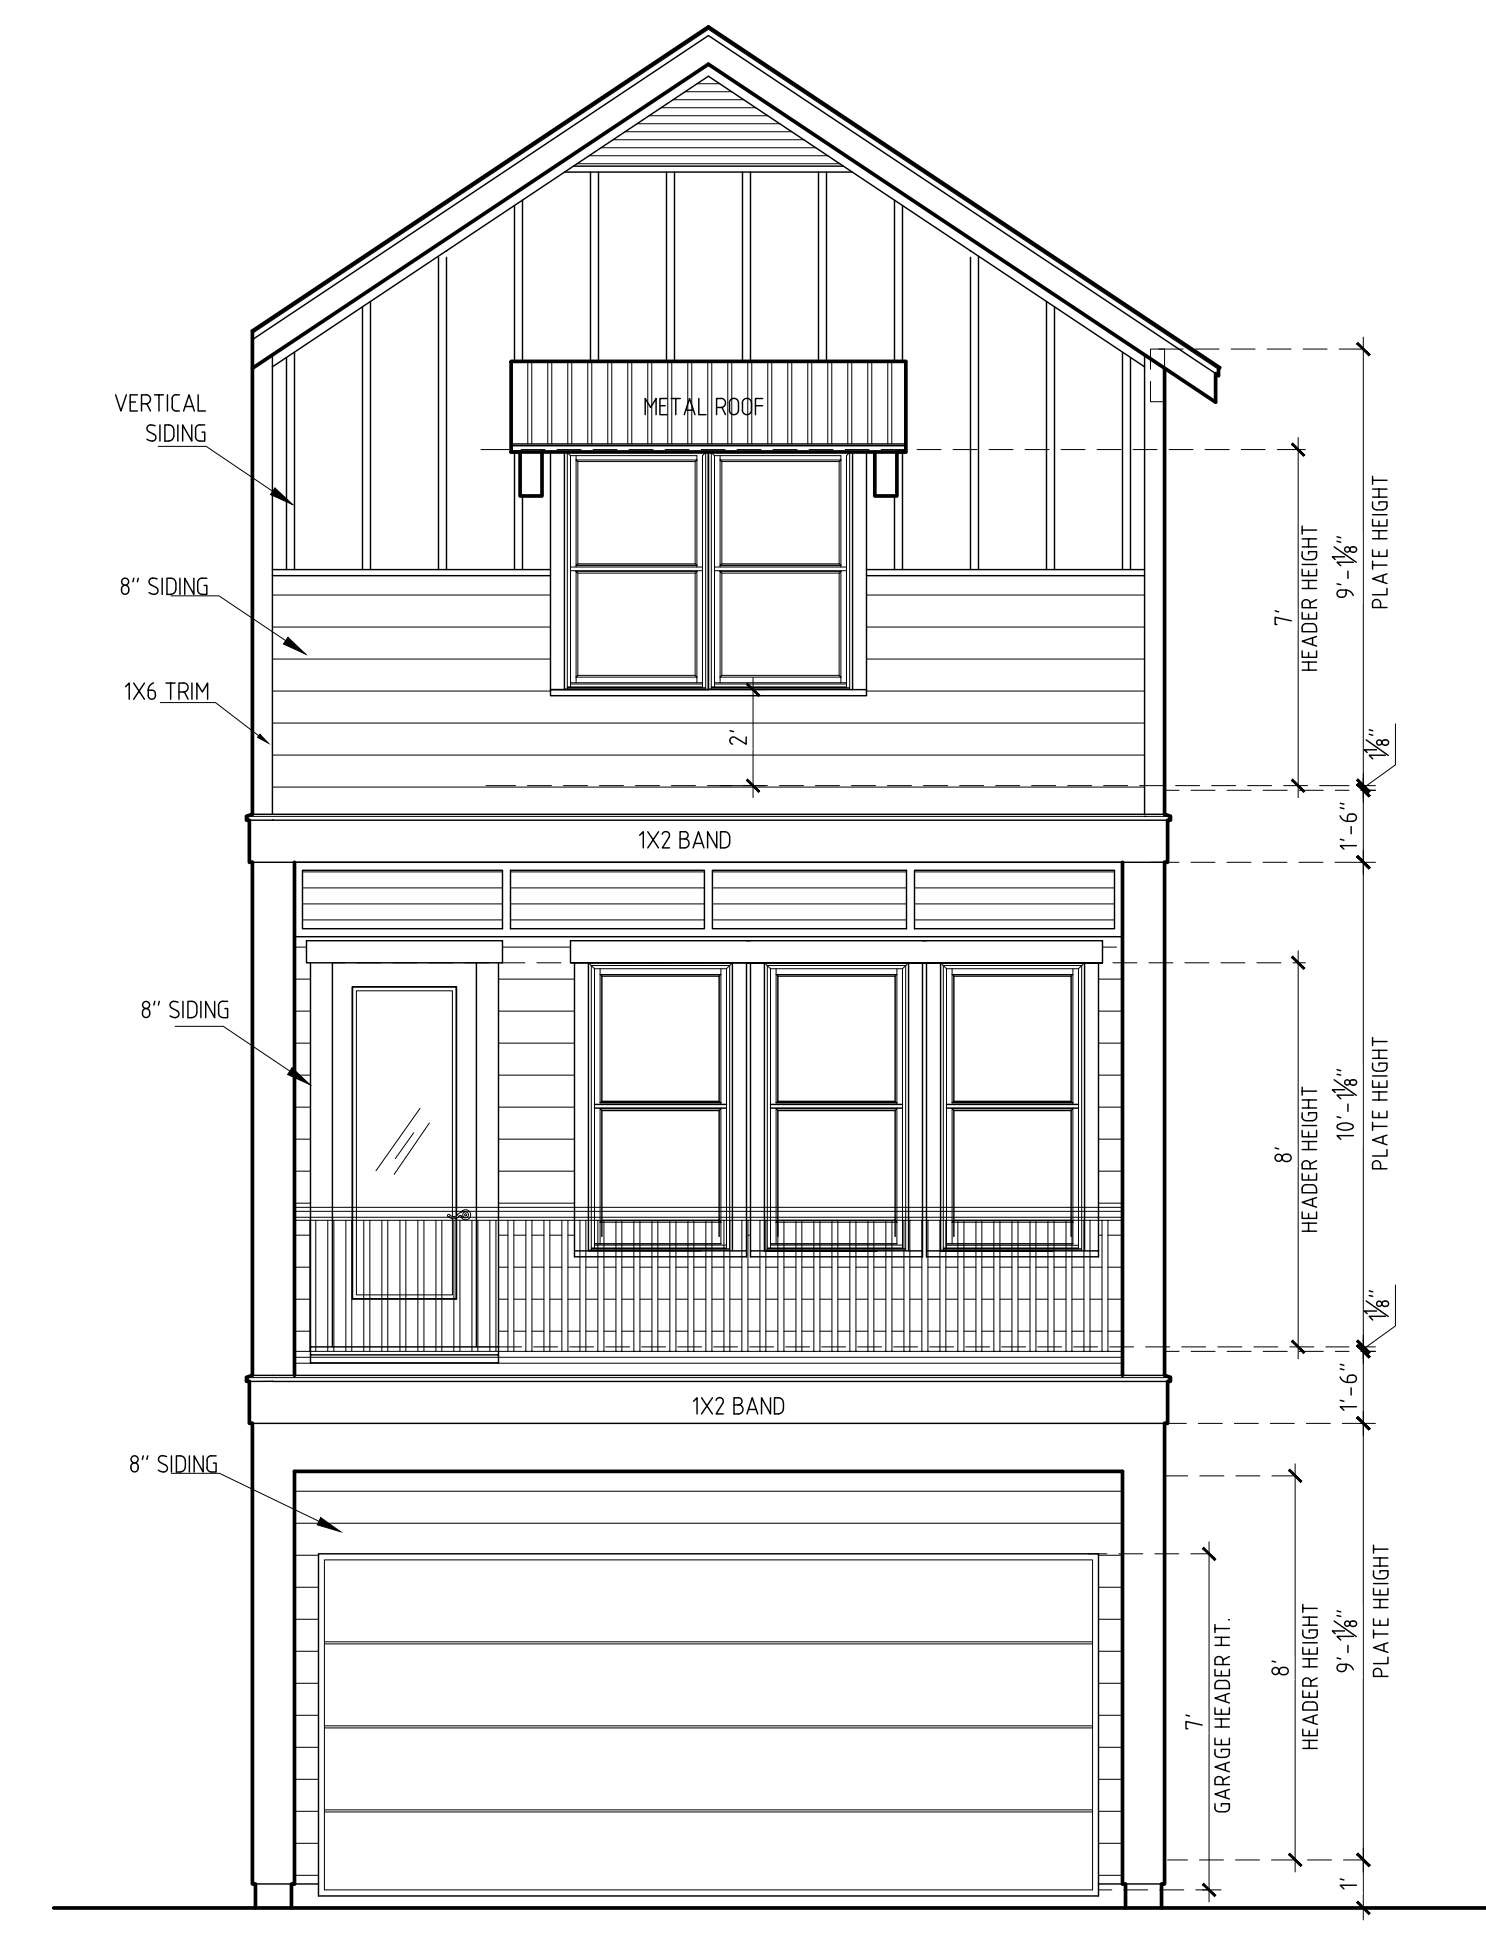 VERTICAL
SIDING
METAL ROOF
8" SIDING
1X6 TRIM
2'
7'
HEADER HEIGHT
9'-1⅛"
PLATE HEIGHT
1⅛"
1'-6"
1X2 BAND
8" SIDING
8'
HEADER HEIGHT
10'-1⅛"
PLATE HEIGHT
1⅛"
1'-6"
1X2 BAND
8" SIDING
7'
GARAGE HEADER HT.
8'
HEADER HEIGHT
9'-1⅛"
PLATE HEIGHT
1'